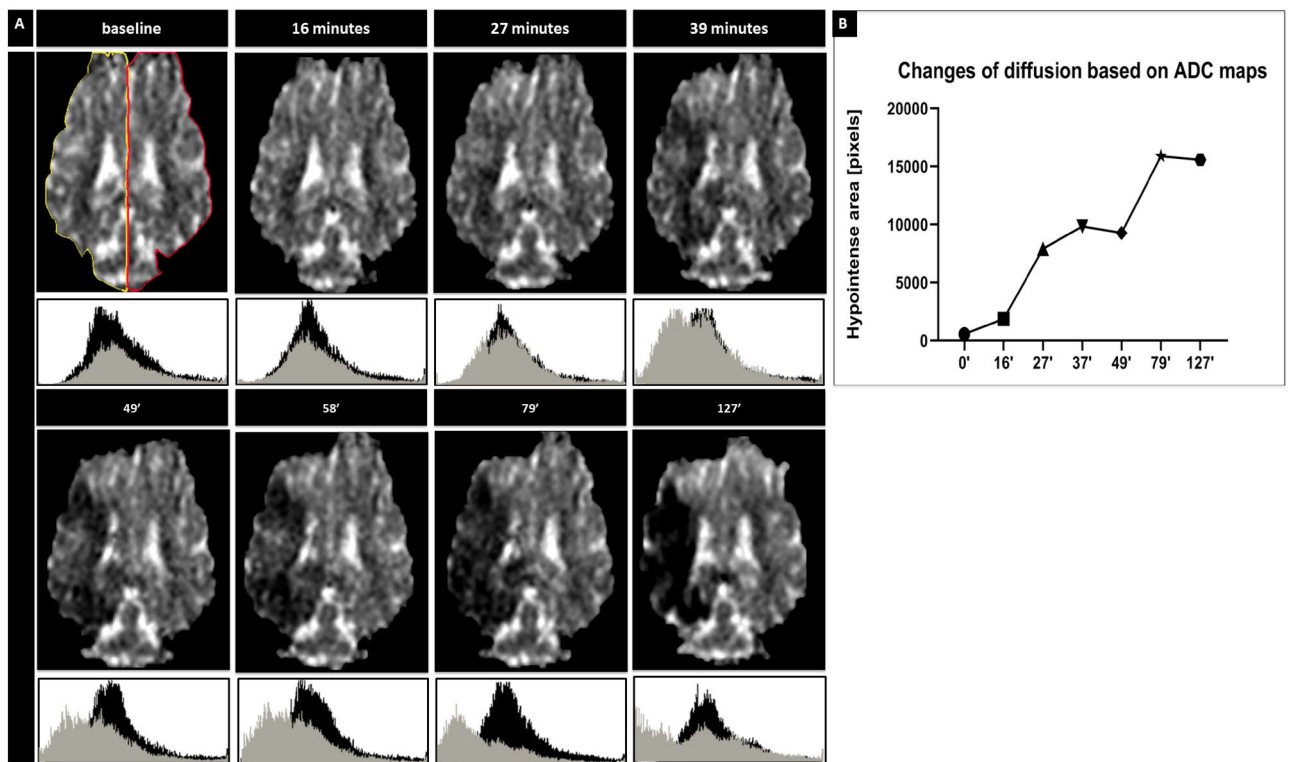 A
baseline
16 minutes
27 minutes
39 minutes
49′
58′
79′
127′
B
Changes of diffusion based on ADC maps
Hypointense area [pixels]
20000
15000
10000
5000
0
0' 16' 27' 37' 49' 79' 127'